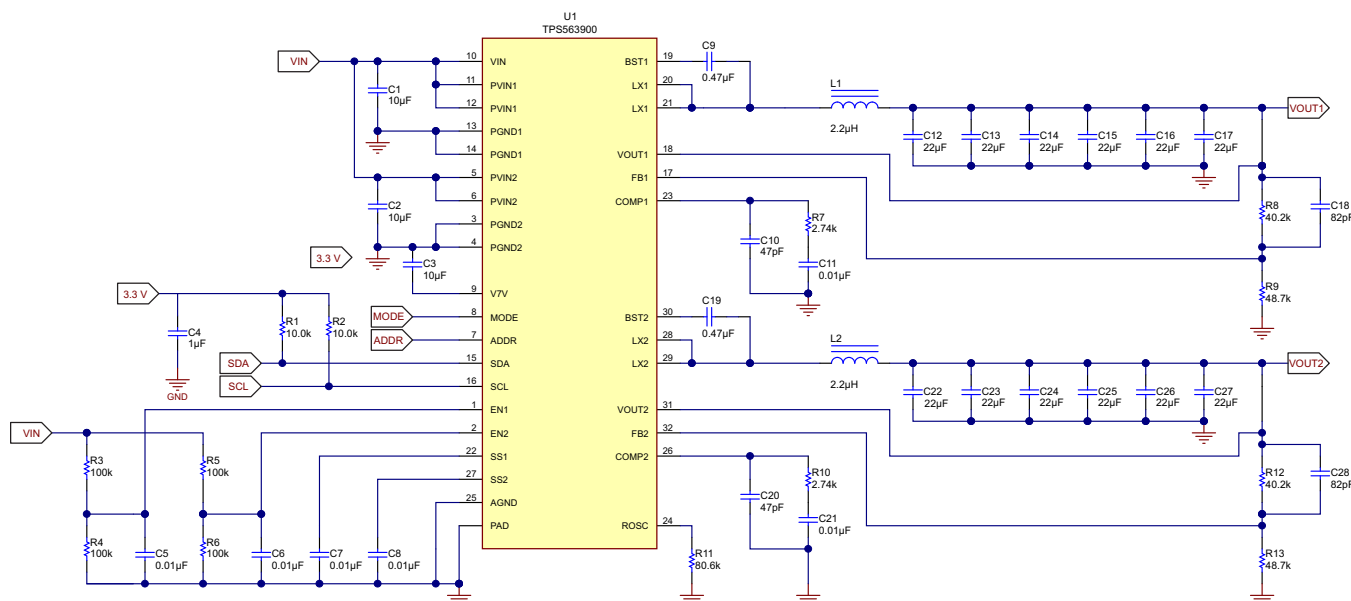 U1
TPS563900
VIN
C1
10µF
C2
10µF
3.3 V
C3
10µF
3.3 V
C4
1µF
GND
R1
10.0k
R2
10.0k
MODE
ADDR
SDA
SCL
VIN
R3
100k
R4
100k
C5
0.01µF
R5
100k
R6
100k
C6
0.01µF
C7
0.01µF
C8
0.01µF
10 VIN
11 PVIN1
12 PVIN1
13 PGND1
14 PGND1
5 PVIN2
6 PVIN2
3 PGND2
4 PGND2
9 V7V
8 MODE
7 ADDR
15 SDA
16 SCL
1 EN1
2 EN2
22 SS1
27 SS2
25 AGND
PAD
BST1 19
LX1 20
LX1 21
VOUT1 18
FB1 17
COMP1 23
BST2 30
LX2 28
LX2 29
VOUT2 31
FB2 32
COMP2 26
ROSC 24
C9
0.47µF
L1
2.2µH
C12
22µF
C13
22µF
C14
22µF
C15
22µF
C16
22µF
C17
22µF
VOUT1
R8
40.2k
C18
82pF
R9
48.7k
C10
47pF
R7
2.74k
C11
0.01µF
C19
0.47µF
L2
2.2µH
C22
22µF
C23
22µF
C24
22µF
C25
22µF
C26
22µF
C27
22µF
VOUT2
R12
40.2k
C28
82pF
R13
48.7k
C20
47pF
R10
2.74k
C21
0.01µF
R11
80.6k